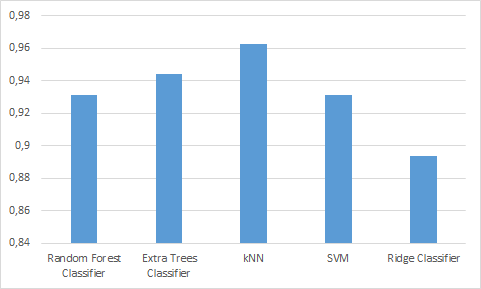 0,98
0,96
0,94
0,92
0,9
0,88
0,86
0,84
Random Forest
Classifier
Extra Trees
Classifier
kNN
SVM
Ridge Classifier